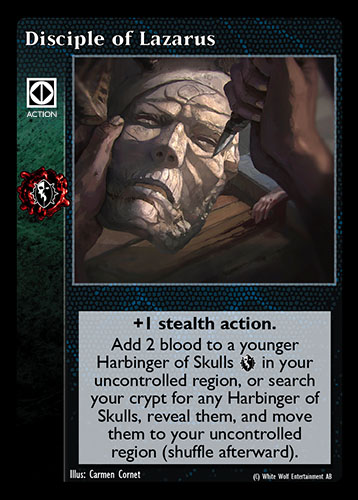 Disciple of Lazarus
ACTION
+1 stealth action.
Add 2 blood to a younger
Harbinger of Skulls in your
uncontrolled region, or search
your crypt for any Harbinger of
Skulls, reveal them, and move
them to your uncontrolled
region (shuffle afterward).
Illus: Carmen Cornet
(C) White Wolf Entertainment AB